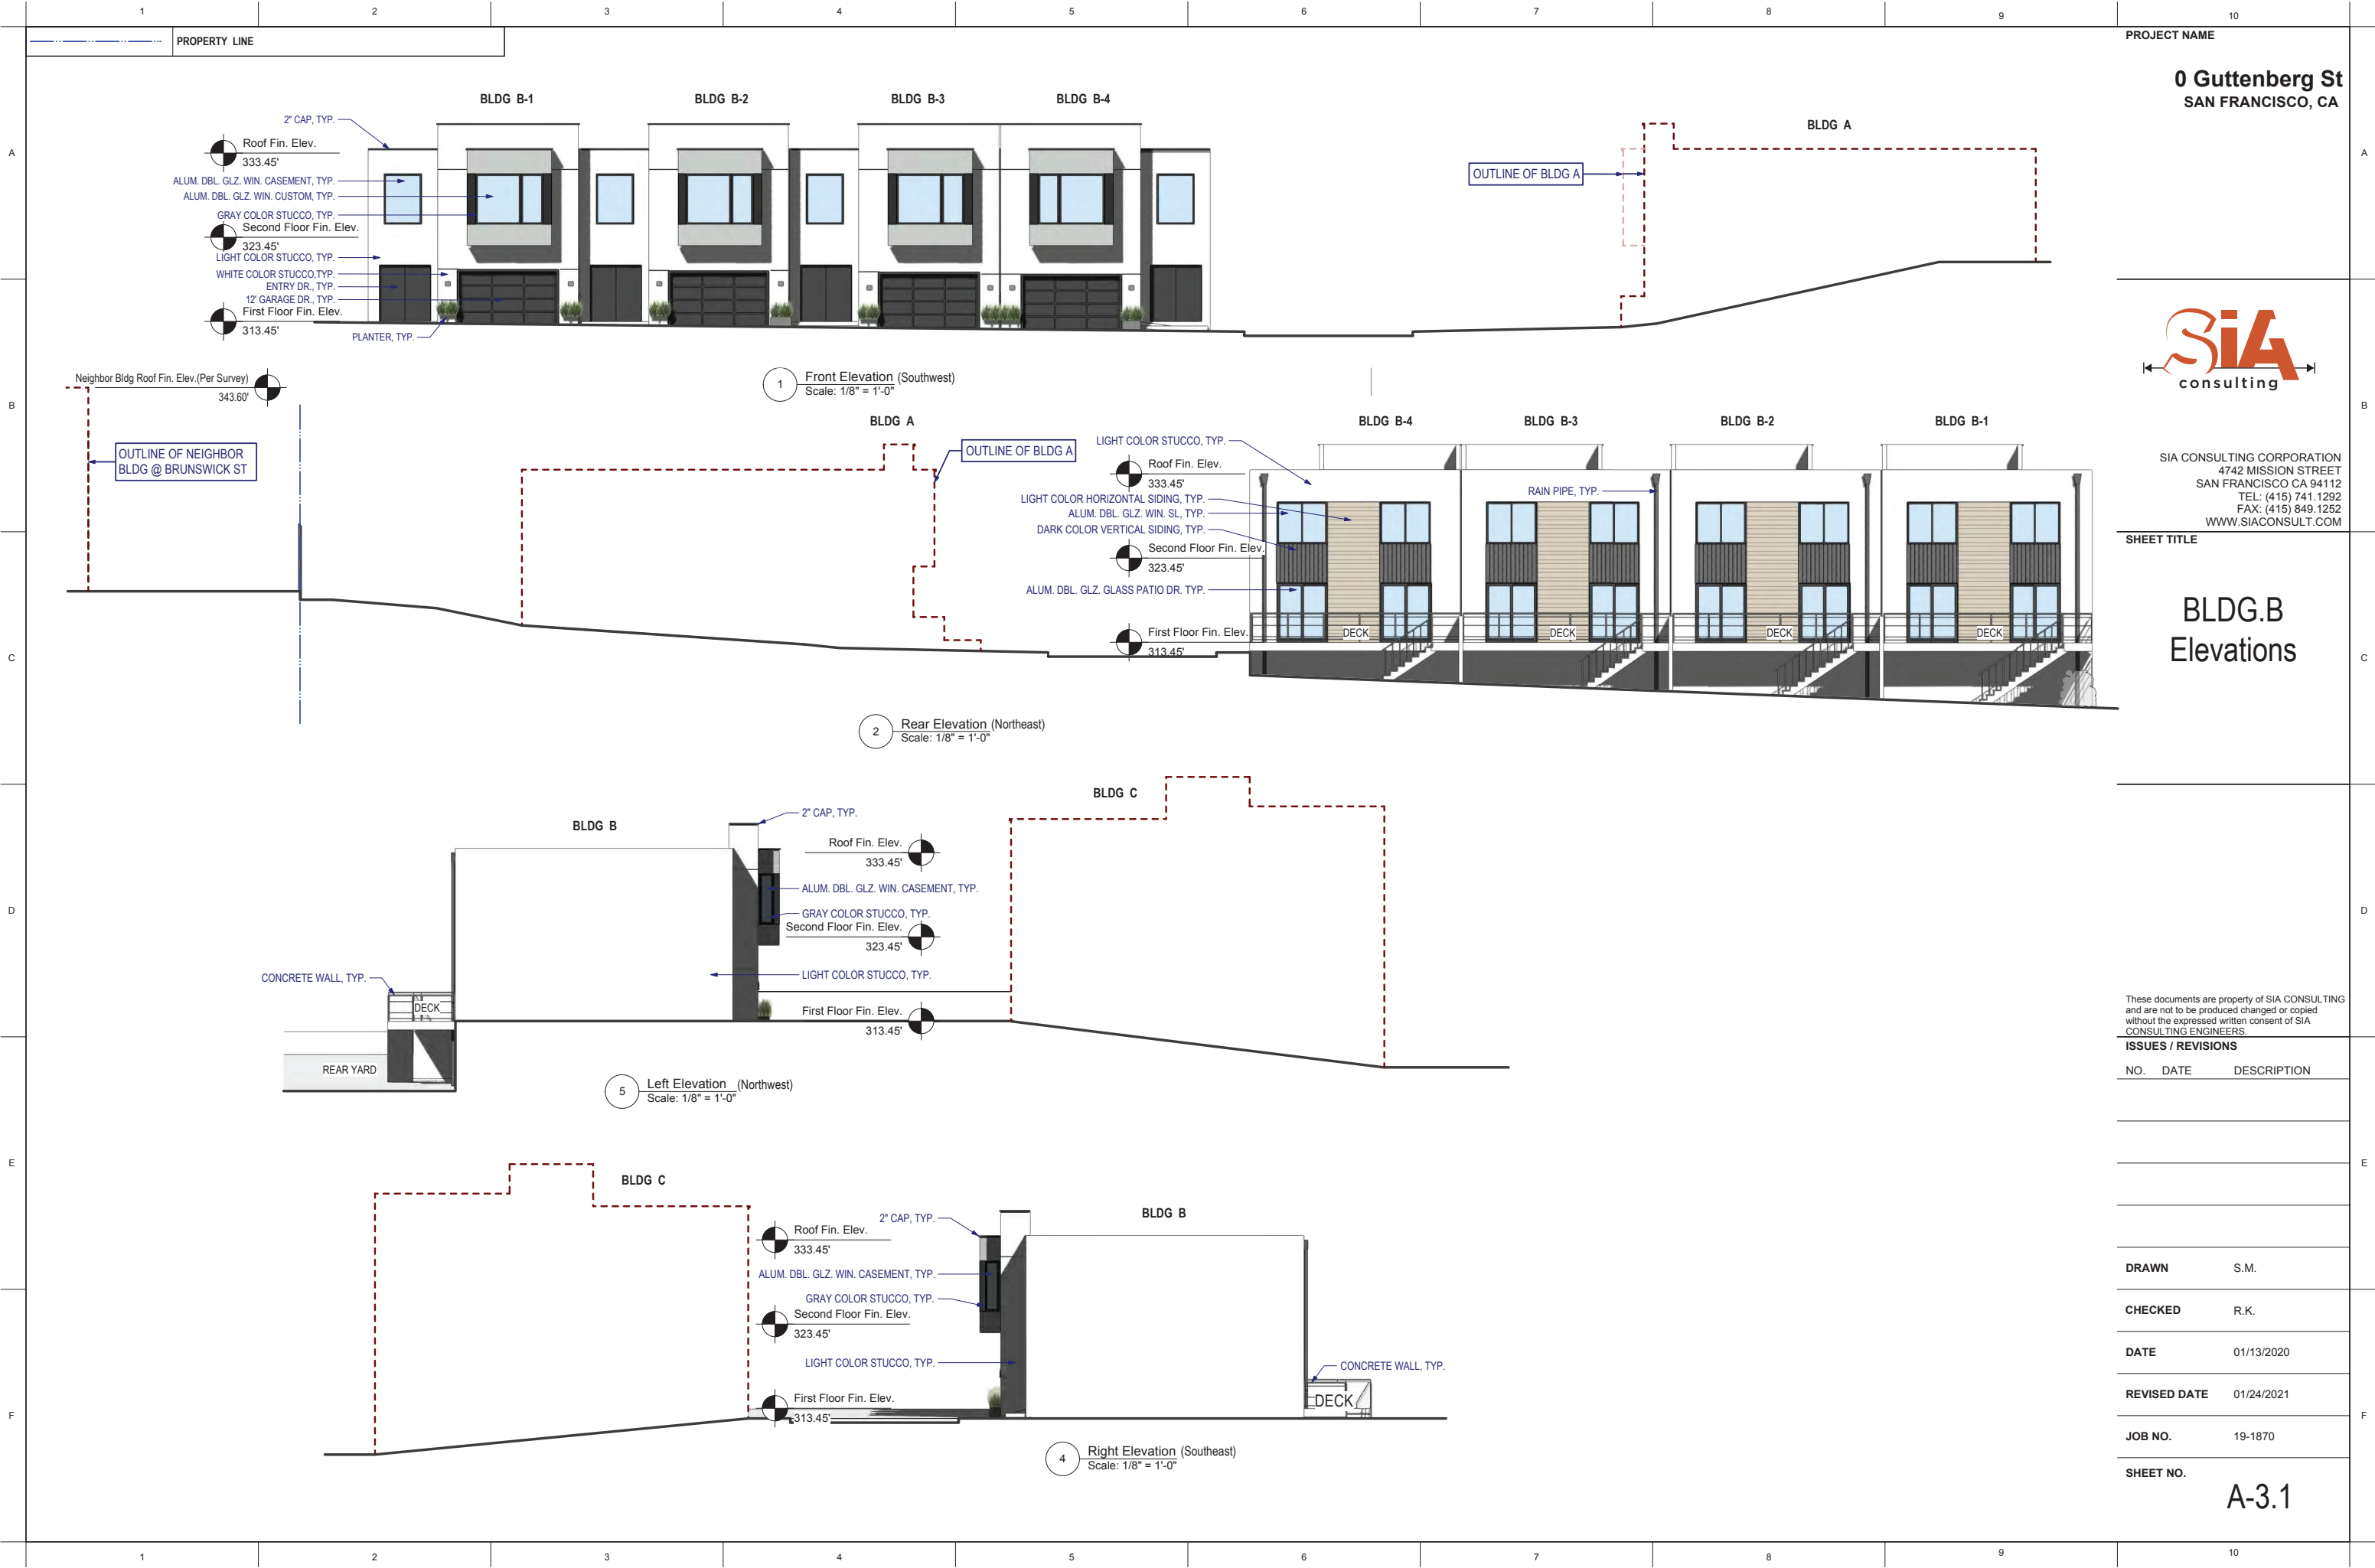 1 2 3 4 5 6 7 8 9 10
PROPERTY LINE
BLDG B-1
BLDG B-2
BLDG B-3
BLDG B-4
BLDG A
2" CAP, TYP.
Roof Fin. Elev.
333.45'
ALUM. DBL. GLZ. WIN. CASEMENT, TYP.
ALUM. DBL. GLZ. WIN. CUSTOM, TYP.
GRAY COLOR STUCCO, TYP.
Second Floor Fin. Elev.
323.45'
LIGHT COLOR STUCCO, TYP.
WHITE COLOR STUCCO,TYP.
ENTRY DR., TYP.
12' GARAGE DR., TYP.
First Floor Fin. Elev.
313.45'
PLANTER, TYP.
OUTLINE OF BLDG A
1
Front Elevation (Southwest)
Scale: 1/8" = 1'-0"
Neighbor Bldg Roof Fin. Elev.(Per Survey)
343.60'
OUTLINE OF NEIGHBOR
BLDG @ BRUNSWICK ST
BLDG A
OUTLINE OF BLDG A
BLDG B-4
BLDG B-3
BLDG B-2
BLDG B-1
LIGHT COLOR STUCCO, TYP.
Roof Fin. Elev.
333.45'
LIGHT COLOR HORIZONTAL SIDING, TYP.
ALUM. DBL. GLZ. WIN. SL, TYP.
DARK COLOR VERTICAL SIDING, TYP.
Second Floor Fin. Elev.
323.45'
ALUM. DBL. GLZ. GLASS PATIO DR. TYP.
First Floor Fin. Elev.
313.45'
RAIN PIPE, TYP.
DECK
DECK
DECK
DECK
2
Rear Elevation (Northeast)
Scale: 1/8" = 1'-0"
BLDG B
BLDG C
2" CAP, TYP.
Roof Fin. Elev.
333.45'
ALUM. DBL. GLZ. WIN. CASEMENT, TYP.
GRAY COLOR STUCCO, TYP.
Second Floor Fin. Elev.
323.45'
LIGHT COLOR STUCCO, TYP.
CONCRETE WALL, TYP.
DECK
First Floor Fin. Elev.
313.45'
REAR YARD
5
Left Elevation (Northwest)
Scale: 1/8" = 1'-0"
BLDG C
BLDG B
2" CAP, TYP.
Roof Fin. Elev.
333.45'
ALUM. DBL. GLZ. WIN. CASEMENT, TYP.
GRAY COLOR STUCCO, TYP.
Second Floor Fin. Elev.
323.45'
LIGHT COLOR STUCCO, TYP.
CONCRETE WALL, TYP.
DECK
First Floor Fin. Elev.
313.45'
4
Right Elevation (Southeast)
Scale: 1/8" = 1'-0"
PROJECT NAME
0 Guttenberg St
SAN FRANCISCO, CA
SiA
consulting
SIA CONSULTING CORPORATION
4742 MISSION STREET
SAN FRANCISCO CA 94112
TEL: (415) 741.1292
FAX: (415) 849.1252
WWW.SIACONSULT.COM
SHEET TITLE
BLDG.B
Elevations
These documents are property of SIA CONSULTING
and are not to be produced changed or copied
without the expressed written consent of SIA
CONSULTING ENGINEERS.
ISSUES / REVISIONS
NO. DATE DESCRIPTION
DRAWN S.M.
CHECKED R.K.
DATE 01/13/2020
REVISED DATE 01/24/2021
JOB NO. 19-1870
SHEET NO.
A-3.1
A A
B B
C C
D D
E E
F F
1 2 3 4 5 6 7 8 9 10